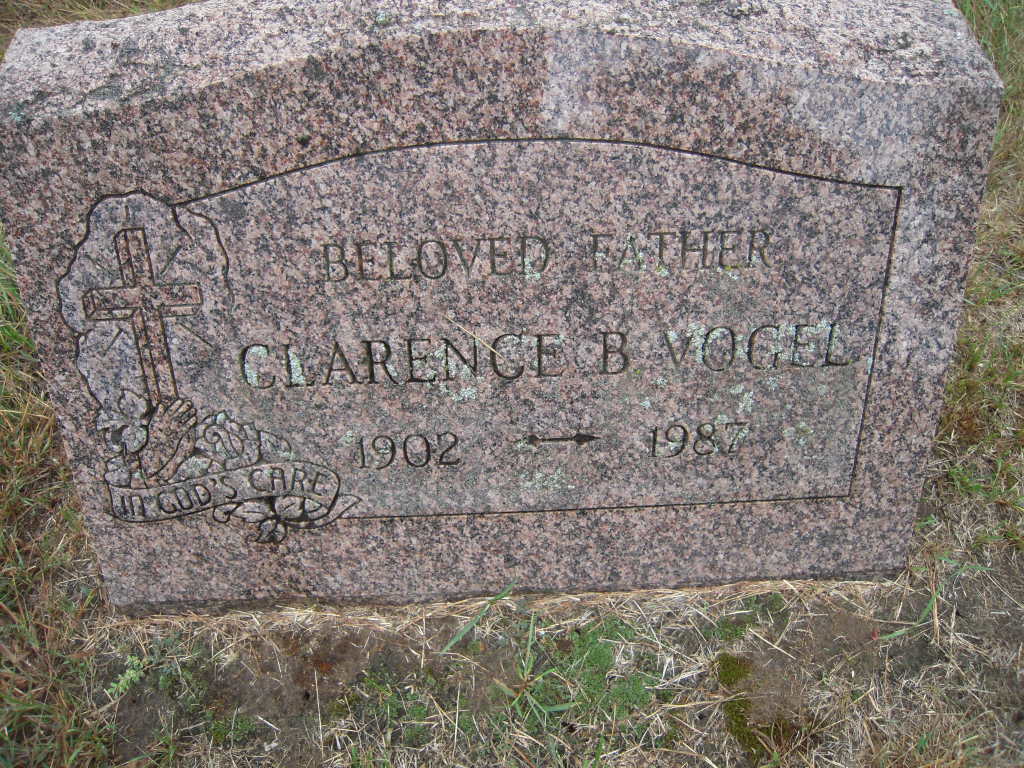 BELOVED FATHER
CLARENCE B VOGEL
1902 1987
IN GOD'S CARE